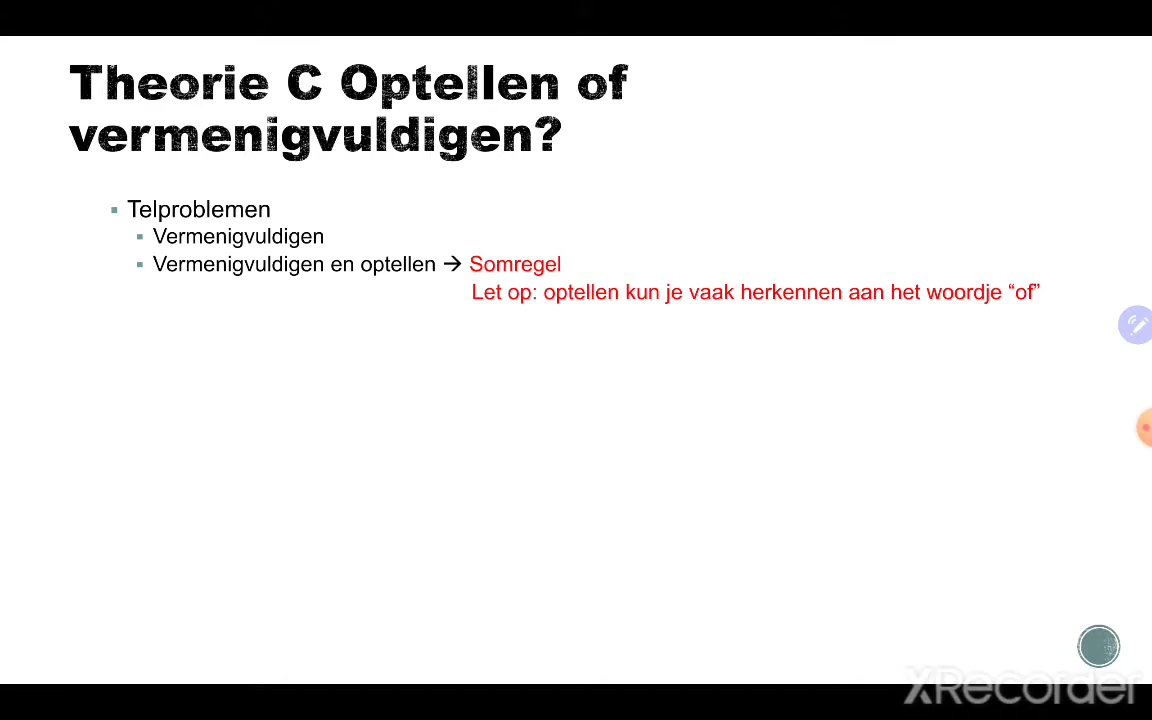 Theorie C Optellen of
vermenigvuldigen?
Telproblemen
Vermenigvuldigen
Vermenigvuldigen en optellen → Somregel
Let op: optellen kun je vaak herkennen aan het woordje “of”
XRecorder